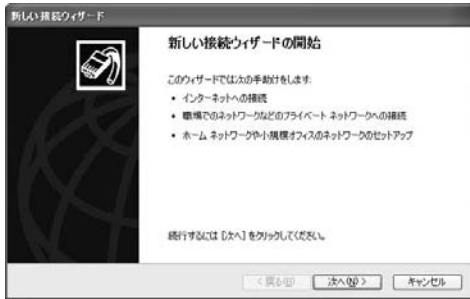 新しい接続ウィザード
新しい接続ウィザードの開始
このウィザードでは次の手助けをします:
• インターネットへの接続
• 職場でのネットワークなどのプライベート ネットワークへの接続
• ホーム ネットワークや小規模オフィスのネットワークのセットアップ
続行するには [次へ] をクリックしてください。
< 戻る(B)
次へ(N) >
キャンセル